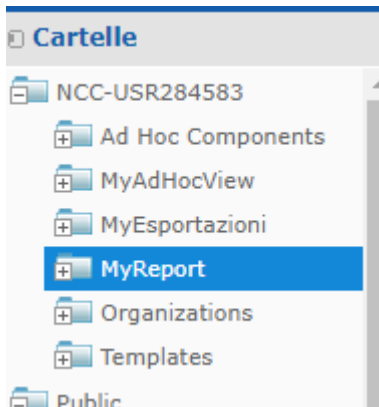 Cartelle
NCC-USR284583
Ad Hoc Components
MyAdHocView
MyEsportazioni
MyReport
Organizations
Templates
Public